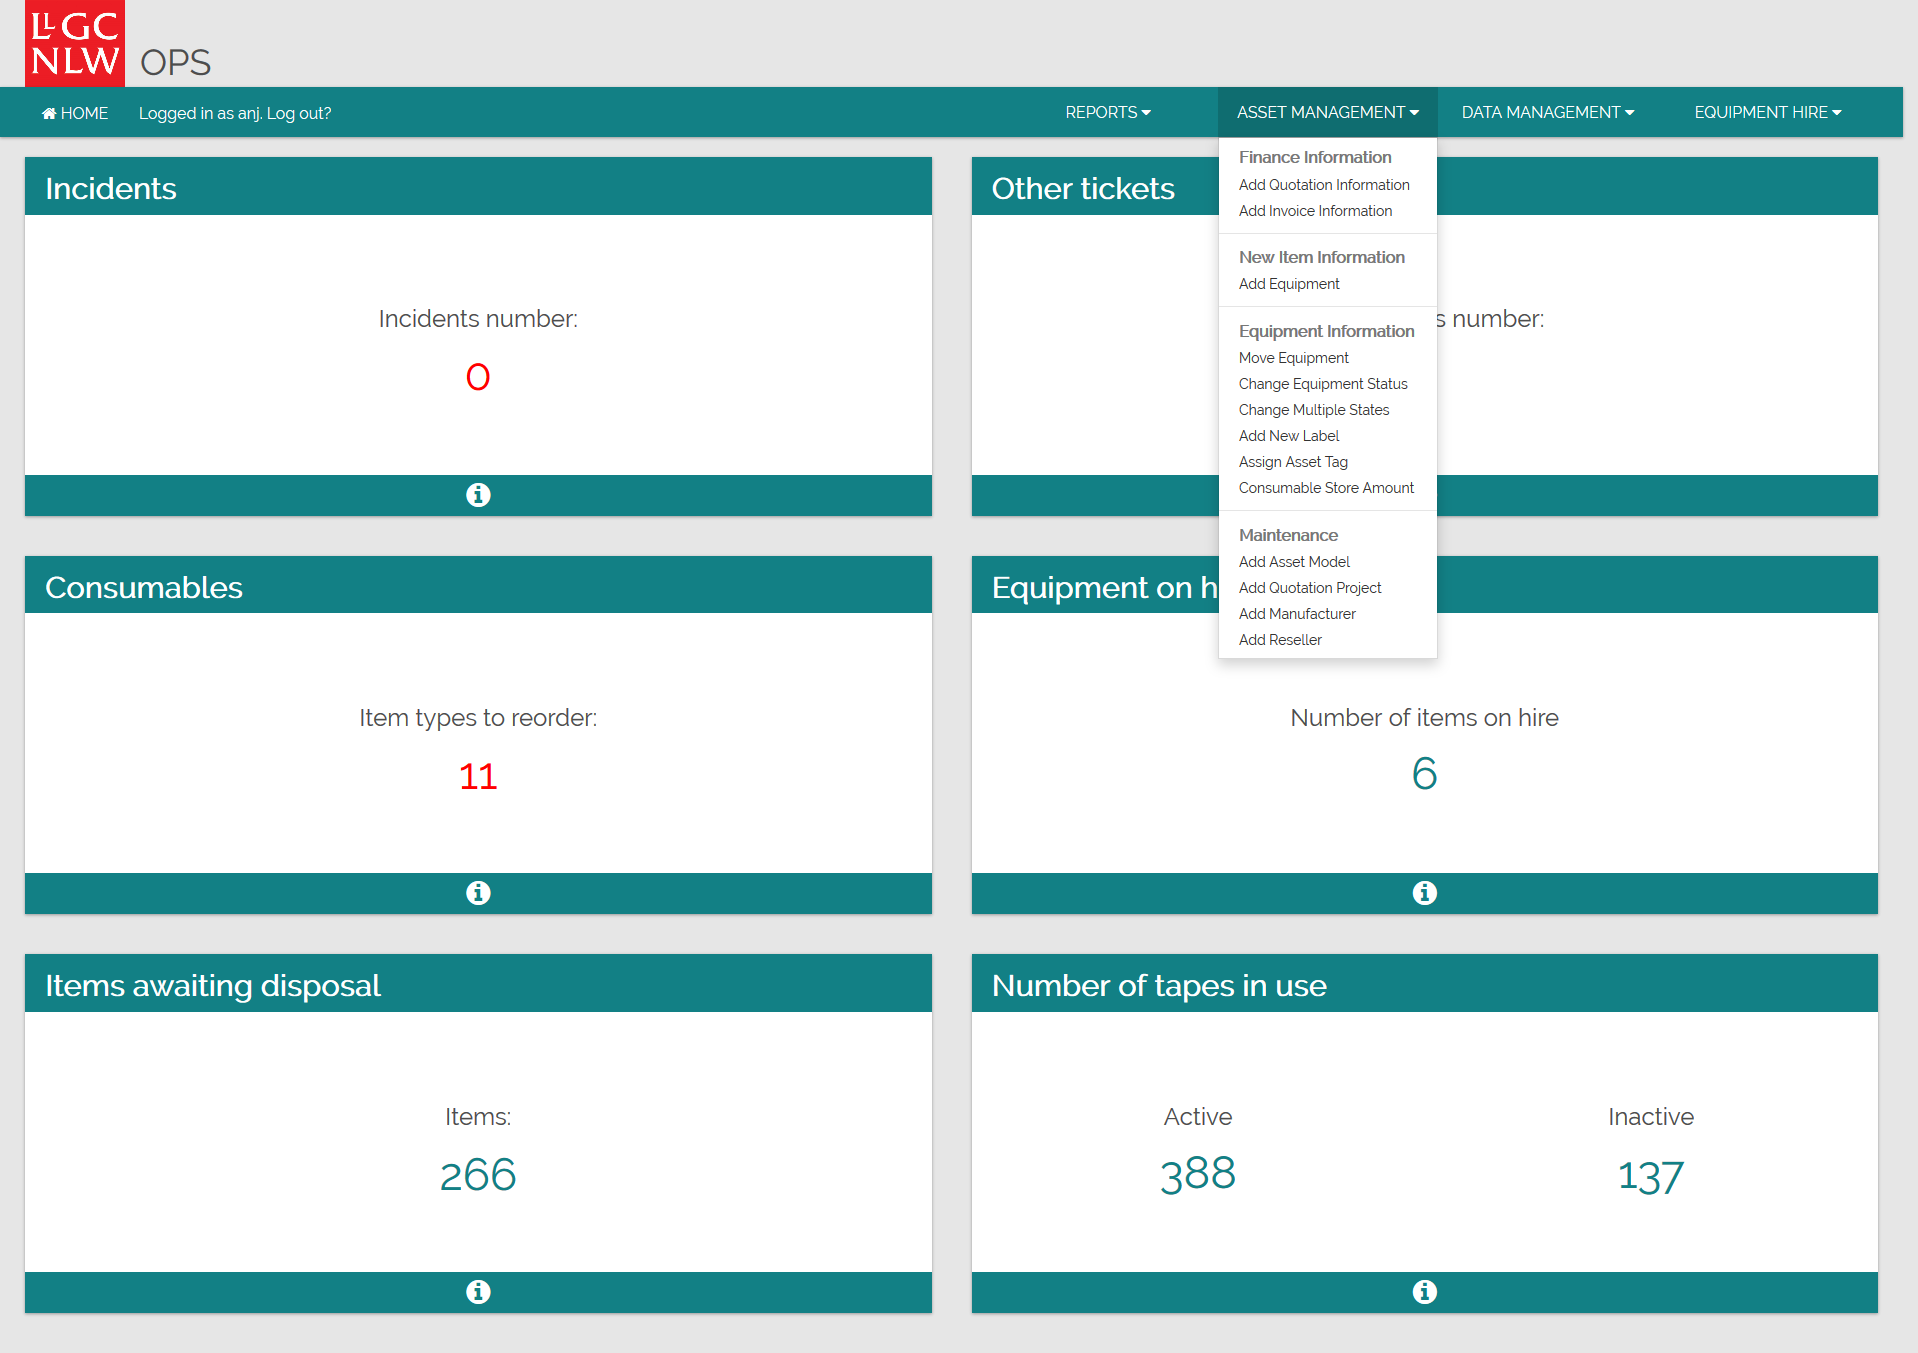 LLGC
NLW
OPS
HOME Logged in as anj. Log out? REPORTS ASSET MANAGEMENT DATA MANAGEMENT EQUIPMENT HIRE
Finance Information
Add Quotation Information
Add Invoice Information
New Item Information
Add Equipment
Equipment Information
Move Equipment
Change Equipment Status
Change Multiple States
Add New Label
Assign Asset Tag
Consumable Store Amount
Maintenance
Add Asset Model
Add Quotation Project
Add Manufacturer
Add Reseller
Incidents
Incidents number:
0
Other tickets
s number:
Consumables
Item types to reorder:
11
Equipment on h
Number of items on hire
6
Items awaiting disposal
Items:
266
Number of tapes in use
Active Inactive
388 137